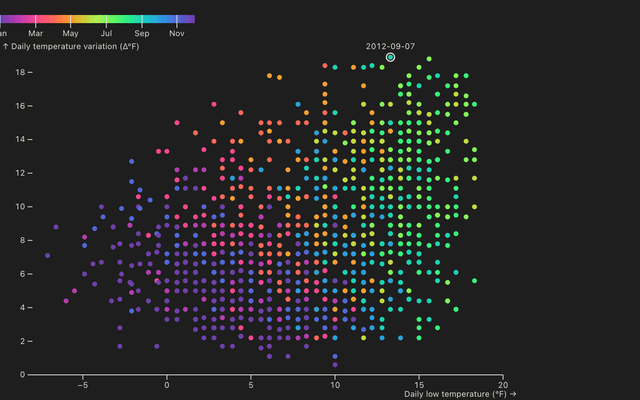 an Mar May Jul Sep Nov
↑ Daily temperature variation (Δ°F)
2012-09-07
18
16
14
12
10
8
6
4
2
0
−5 0 5 10 15 20
Daily low temperature (°F) →